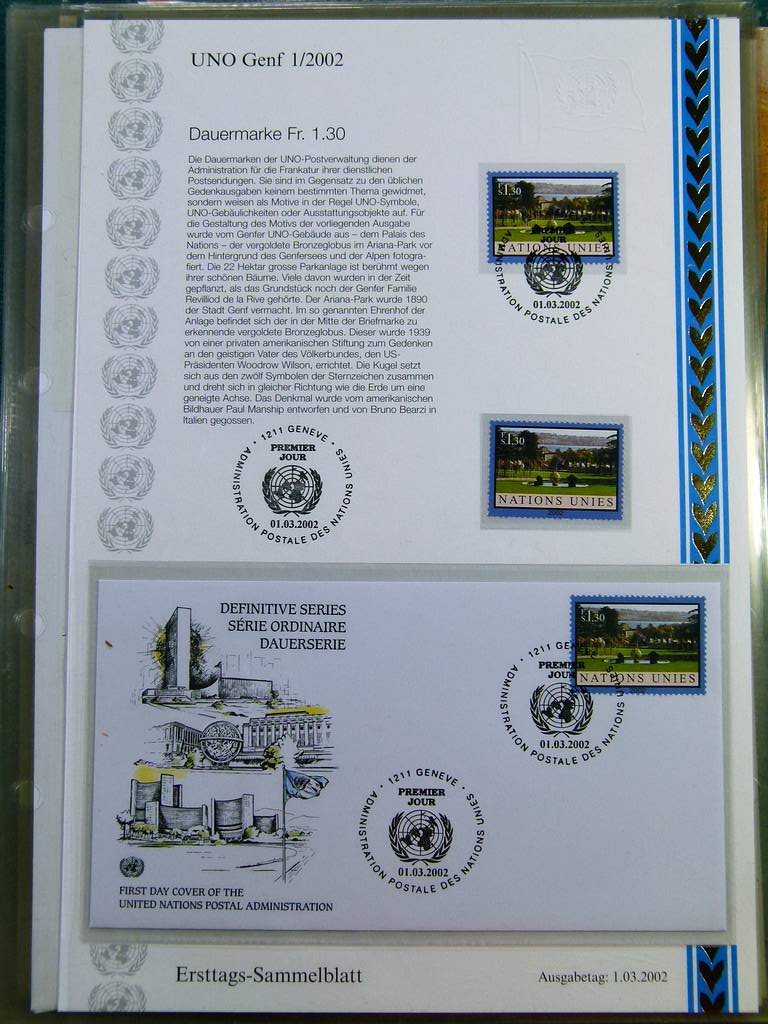 UNO Genf 1/2002
Dauermarke Fr. 1.30
Die Dauermarken der UNO-Postverwaltung dienen der
Administration für die Frankatur ihrer dienstlichen
Postsendungen. Sie sind im Gegensatz zu den üblichen
Gedenkausgaben keinem bestimmten Thema gewidmet,
sondern weisen als Motive in der Regel UNO-Symbole,
UNO-Gebäulichkeiten oder Ausstattungsobjekte auf. Für
die Gestaltung des Motivs der vorliegenden Ausgabe
wurde vom Genfer UNO-Gebäude aus – dem Palais des
Nations – der vergoldete Bronzeglobus im Ariana-Park vor
dem Hintergrund des Genfersees und der Alpen fotogra-
fiert. Die 22 Hektar grosse Parkanlage ist berühmt wegen
ihrer schönen Bäume. Viele davon wurden in der Zeit
gepflanzt, als das Grundstück noch der Genfer Familie
Revilliod de la Rive gehörte. Der Ariana-Park wurde 1890
der Stadt Genf vermacht. Im so genannten Ehrenhof der
Anlage befindet sich der in der Mitte der Briefmarke zu
erkennende vergoldete Bronzeglobus. Dieser wurde 1939
von einer privaten amerikanischen Stiftung zum Gedenken
an den geistigen Vater des Völkerbundes, den US-
Präsidenten Woodrow Wilson, errichtet. Die Kugel setzt
sich aus den zwölf Symbolen der Sternzeichen zusammen
und dreht sich in gleicher Richtung wie die Erde um eine
geneigte Achse. Das Denkmal wurde vom amerikanischen
Bildhauer Paul Manship entworfen und von Bruno Bearzi in
Italien gegossen.
F.s.1.30
NATIONS UNIES
JOUR
01.03.2002
ADMINISTRATION POSTALE DES NATIONS UNIES
F.s.1.30
NATIONS UNIES
2002
1211 GENEVE
PREMIER
JOUR
01.03.2002
ADMINISTRATION POSTALE DES NATIONS UNIES
DEFINITIVE SERIES
SÉRIE ORDINAIRE
DAUERSERIE
F.s.1.30
NATIONS UNIES
2002
1211 GENEVE
PREMIER
JOUR
01.03.2002
ADMINISTRATION POSTALE DES NATIONS UNIES
1211 GENEVE
PREMIER
JOUR
01.03.2002
ADMINISTRATION POSTALE DES NATIONS UNIES
FIRST DAY COVER OF THE
UNITED NATIONS POSTAL ADMINISTRATION
Ersttags-Sammelblatt
Ausgabetag: 1.03.2002